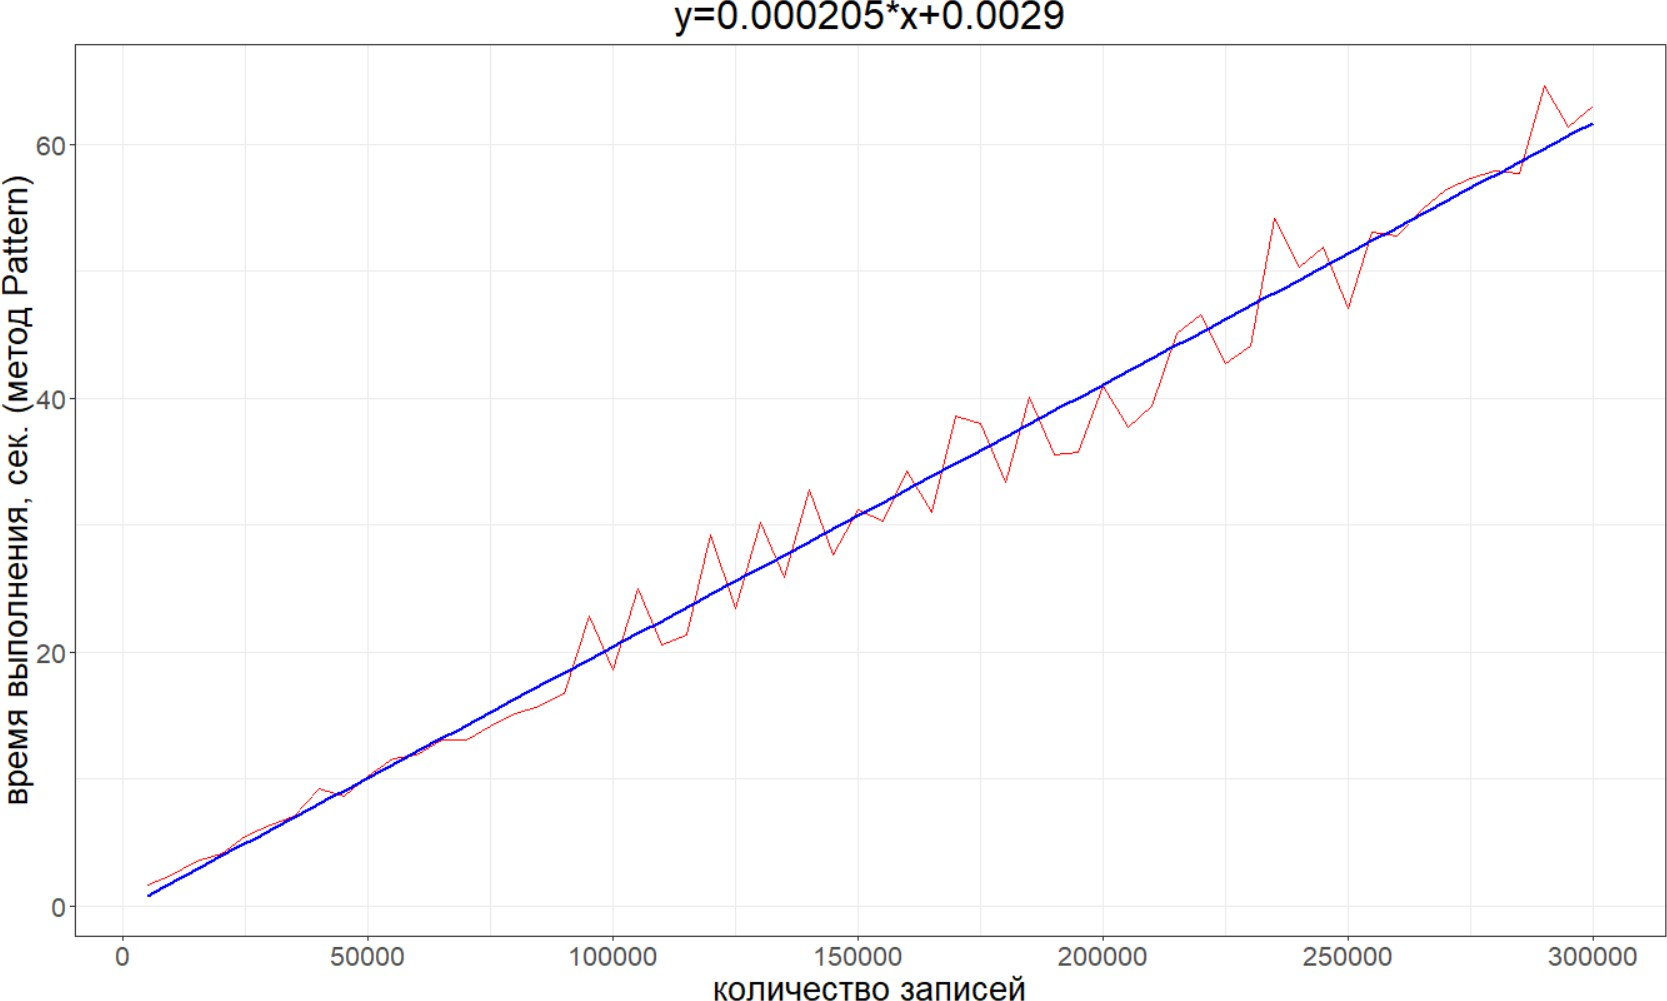 y=0.000205*x+0.0029
время выполнения, сек. (метод Pattern)
60
40
20
0
0 50000 100000 150000 200000 250000 300000
количество записей